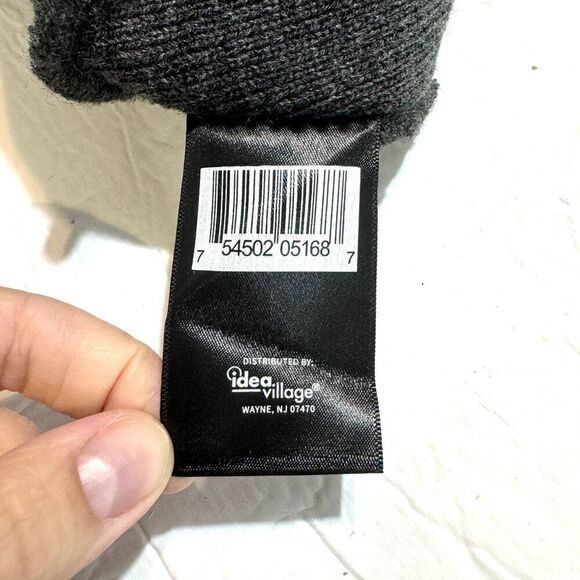 7 54502 05168 7
DISTRIBUTED BY:
idea
village®
WAYNE, NJ 07470